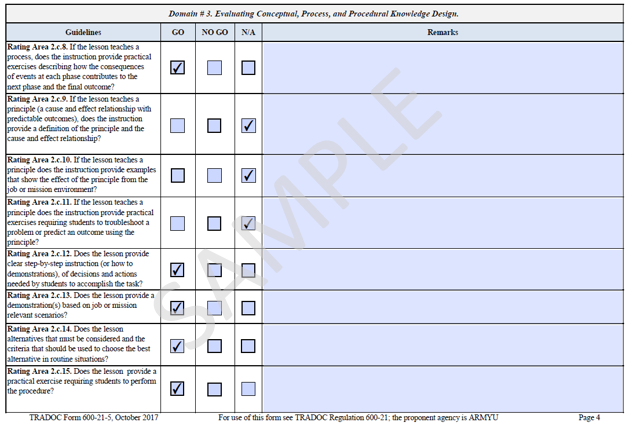 Domain # 3. Evaluating Conceptual, Process, and Procedural Knowledge Design.
Guidelines GO NO GO N/A Remarks
Rating Area 2.c.8. If the lesson teaches a
process, does the instruction provide practical
exercises describing how the consequences
of events at each phase contributes to the
next phase and the final outcome?
Rating Area 2.c.9. If the lesson teaches a
principle (a cause and effect relationship with
predictable outcomes), does the instruction
provide a definition of the principle and the
cause and effect relationship?
Rating Area 2.c.10. If the lesson teaches a
principle does the instruction provide examples
that show the effect of the principle from the
job or mission environment?
Rating Area 2.c.11. If the lesson teaches a
principle does the instruction provide practical
exercises requiring students to troubleshoot a
problem or predict an outcome using the
principle?
Rating Area 2.c.12. Does the lesson provide
clear step-by-step instruction (or how to
demonstrations), of decisions and actions
needed by students to accomplish the task?
Rating Area 2.c.13. Does the lesson provide a
demonstration(s) based on job or mission
relevant scenarios?
Rating Area 2.c.14. Does the lesson
alternatives that must be considered and the
criteria that should be used to choose the best
alternative in routine situations?
Rating Area 2.c.15. Does the lesson provide a
practical exercise requiring students to perform
the procedure?
SAMPLE
TRADOC Form 600-21-5, October 2017 For use of this form see TRADOC Regulation 600-21; the proponent agency is ARMYU Page 4